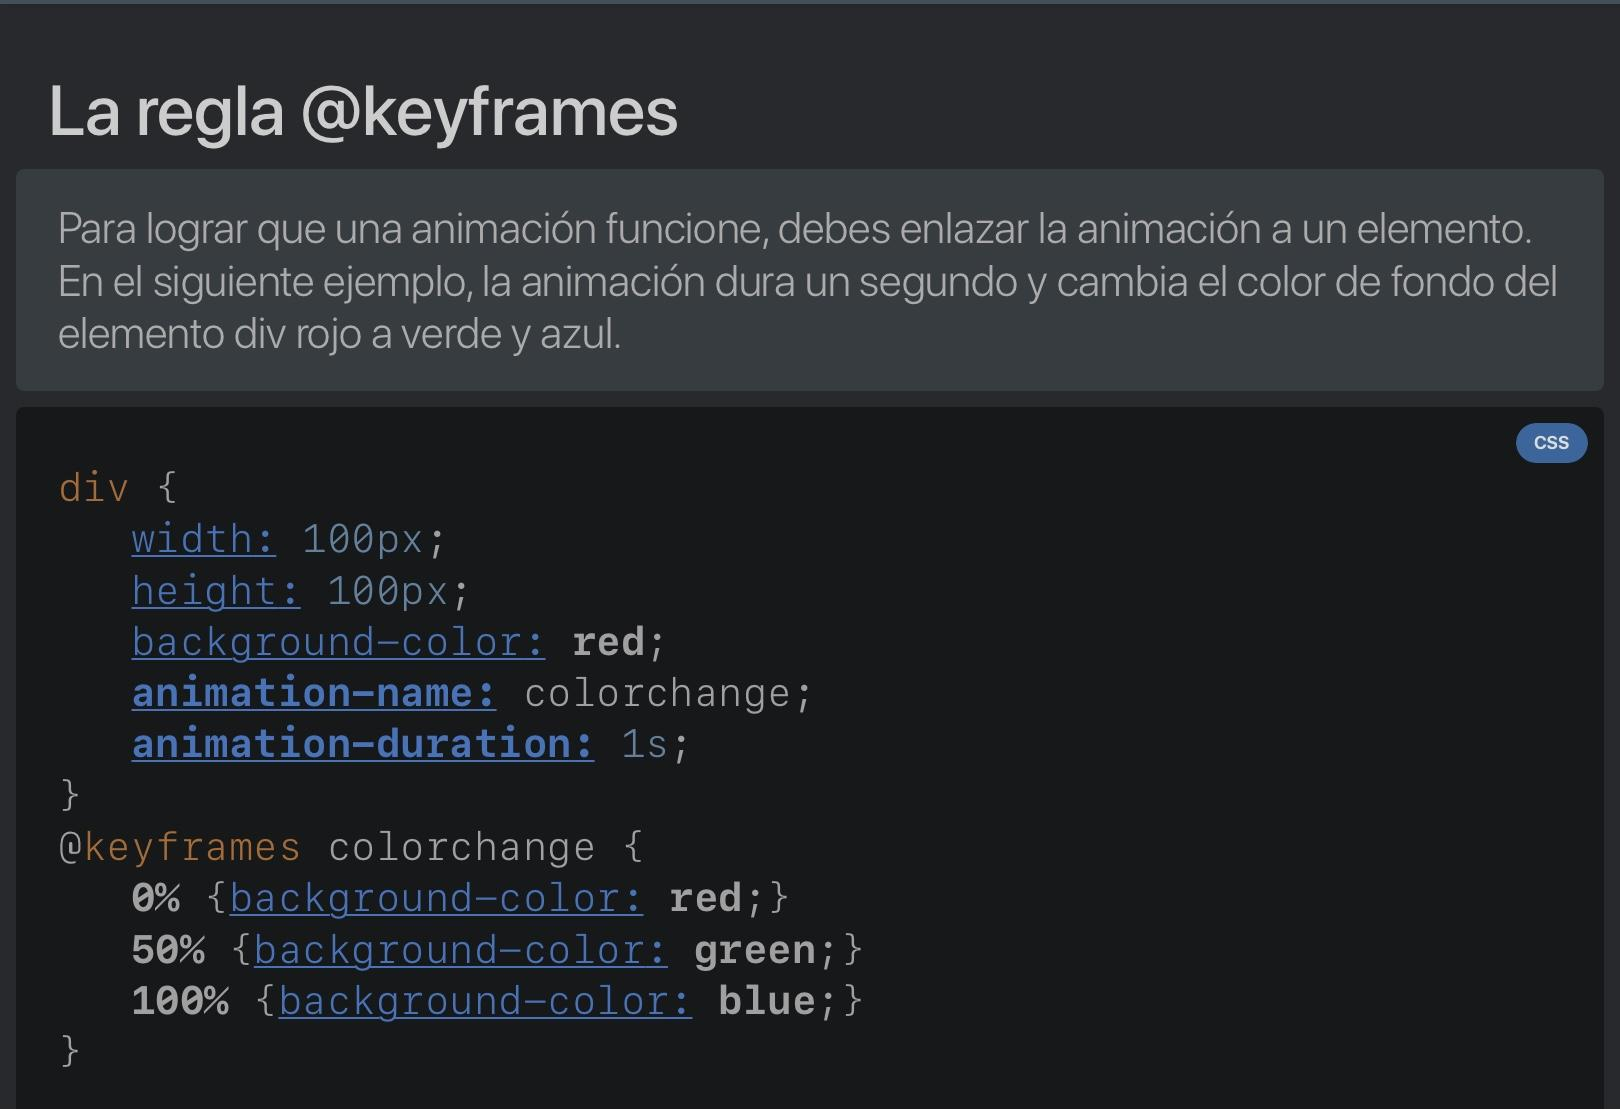 La regla @keyframes
Para lograr que una animación funcione, debes enlazar la animación a un elemento.
En el siguiente ejemplo, la animación dura un segundo y cambia el color de fondo del
elemento div rojo a verde y azul.
CSS
div {
width: 100px;
height: 100px;
background-color: red;
animation-name: colorchange;
animation-duration: 1s;
}
@keyframes colorchange {
0% {background-color: red;}
50% {background-color: green;}
100% {background-color: blue;}
}